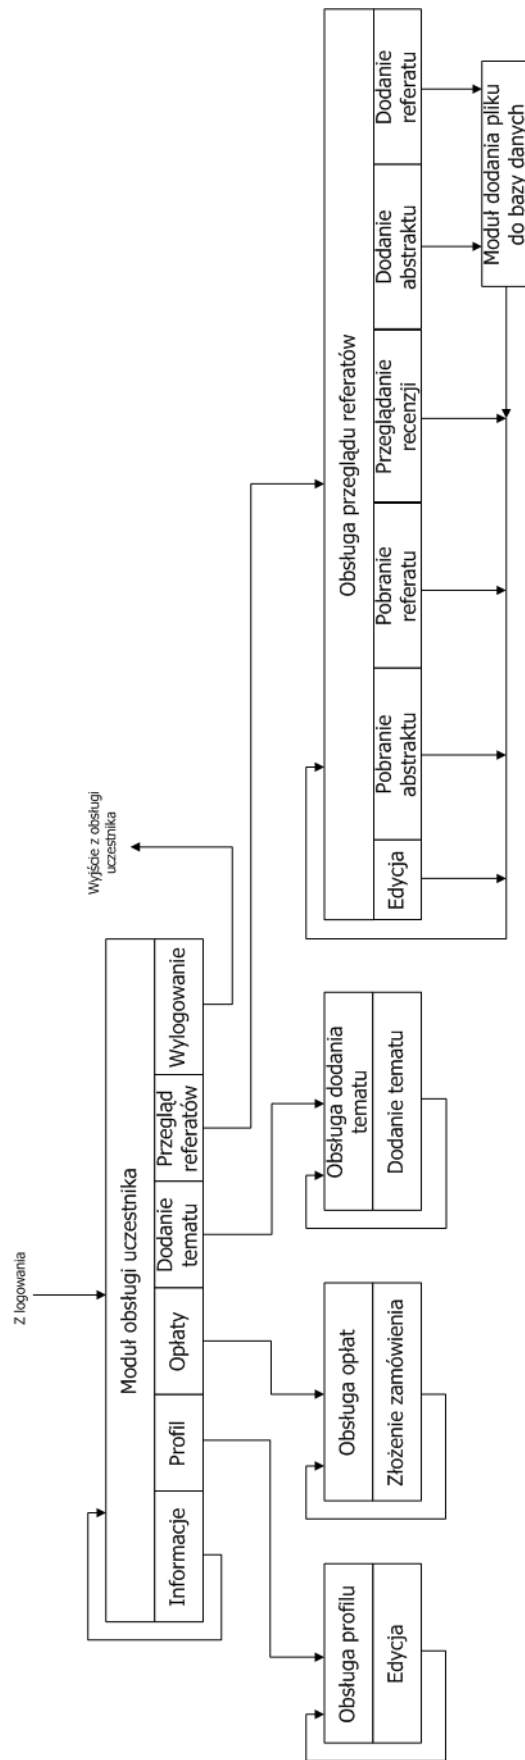 Z logowania
Wyjście z obsługi
uczestnika
Moduł obsługi uczestnika
Informacje
Profil
Opłaty
Dodanie
tematu
Przegląd
referatów
Wylogowanie
Obsługa profilu
Edycja
Obsługa opłat
Złożenie zamówienia
Obsługa dodania
tematu
Dodanie tematu
Obsługa przeglądu referatów
Edycja
Pobranie
abstraktu
Pobranie
referatu
Przeglądanie
recenzji
Dodanie
abstraktu
Dodanie
referatu
Moduł dodania pliku
do bazy danych